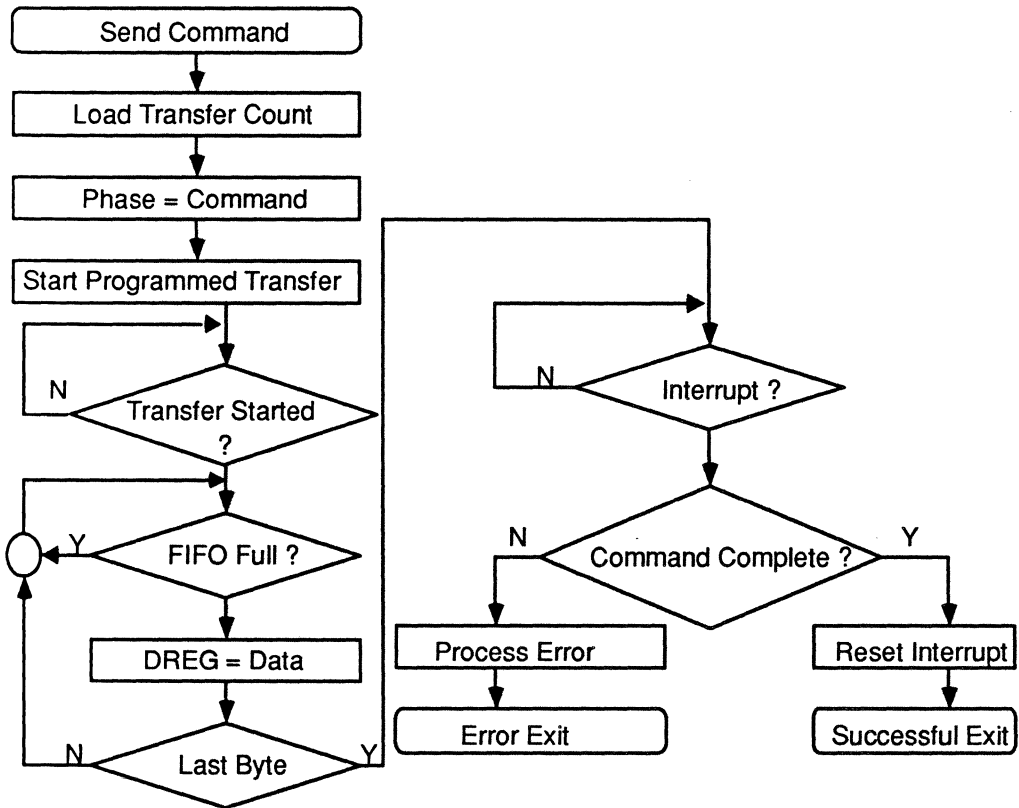 Send Command
Load Transfer Count
Phase = Command
Start Programmed Transfer
N
Transfer Started
?
Y
FIFO Full ?
DREG = Data
N
Last Byte
Y
N
Interrupt ?
N
Command Complete ?
Y
Process Error
Error Exit
Reset Interrupt
Successful Exit